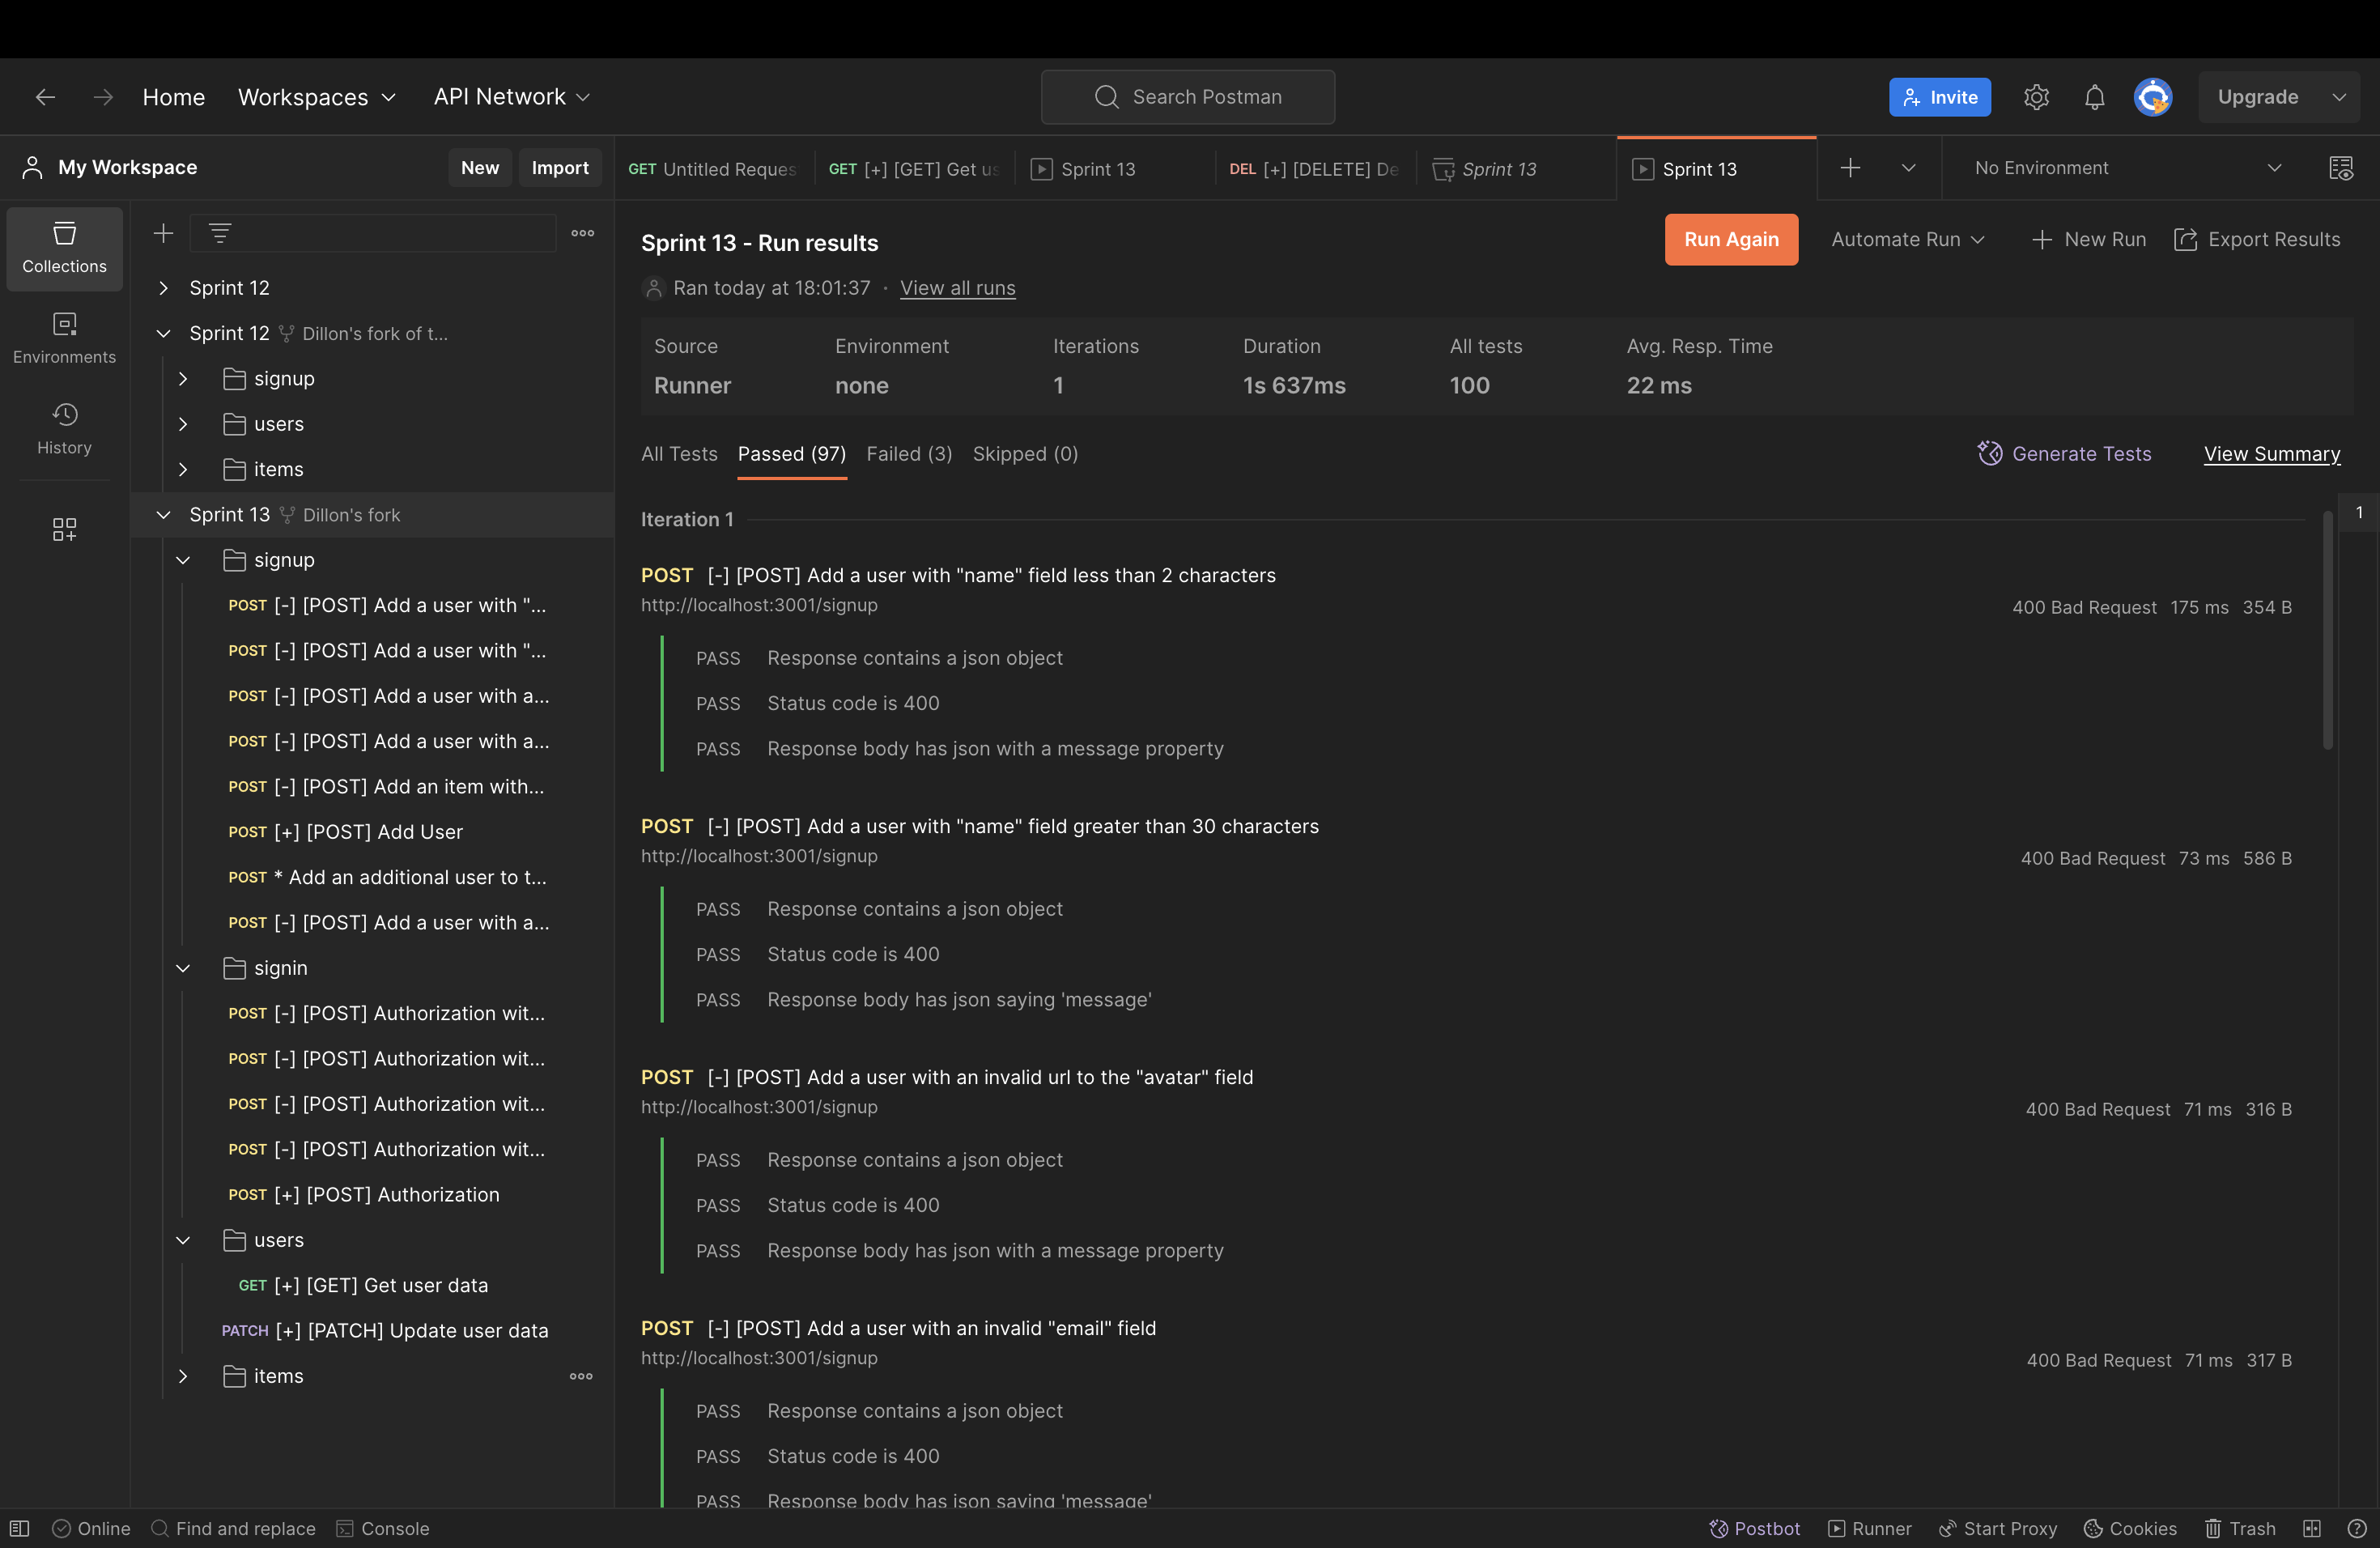 Home Workspaces API Network Search Postman Invite Upgrade
My Workspace New Import
GET Untitled Reques GET [+] [GET] Get us Sprint 13 DEL [+] [DELETE] De Sprint 13 Sprint 13 No Environment
Collections
Environments
History
Sprint 12
Sprint 12 Dillon's fork of t...
signup
users
items
Sprint 13 Dillon's fork
signup
POST [-] [POST] Add a user with "...
POST [-] [POST] Add a user with "...
POST [-] [POST] Add a user with a...
POST [-] [POST] Add a user with a...
POST [-] [POST] Add an item with...
POST [+] [POST] Add User
POST * Add an additional user to t...
POST [-] [POST] Add a user with a...
signin
POST [-] [POST] Authorization wit...
POST [-] [POST] Authorization wit...
POST [-] [POST] Authorization wit...
POST [-] [POST] Authorization wit...
POST [+] [POST] Authorization
users
GET [+] [GET] Get user data
PATCH [+] [PATCH] Update user data
items
Sprint 13 - Run results
Run Again Automate Run New Run Export Results
Ran today at 18:01:37 · View all runs
Source Environment Iterations Duration All tests Avg. Resp. Time
Runner none 1 1s 637ms 100 22 ms
All Tests Passed (97) Failed (3) Skipped (0) Generate Tests View Summary
Iteration 1
1
POST [-] [POST] Add a user with "name" field less than 2 characters
http://localhost:3001/signup
400 Bad Request 175 ms 354 B
PASS Response contains a json object
PASS Status code is 400
PASS Response body has json with a message property
POST [-] [POST] Add a user with "name" field greater than 30 characters
http://localhost:3001/signup
400 Bad Request 73 ms 586 B
PASS Response contains a json object
PASS Status code is 400
PASS Response body has json saying 'message'
POST [-] [POST] Add a user with an invalid url to the "avatar" field
http://localhost:3001/signup
400 Bad Request 71 ms 316 B
PASS Response contains a json object
PASS Status code is 400
PASS Response body has json with a message property
POST [-] [POST] Add a user with an invalid "email" field
http://localhost:3001/signup
400 Bad Request 71 ms 317 B
PASS Response contains a json object
PASS Status code is 400
PASS Response body has json saying 'message'
Online Find and replace Console Postbot Runner Start Proxy Cookies Trash